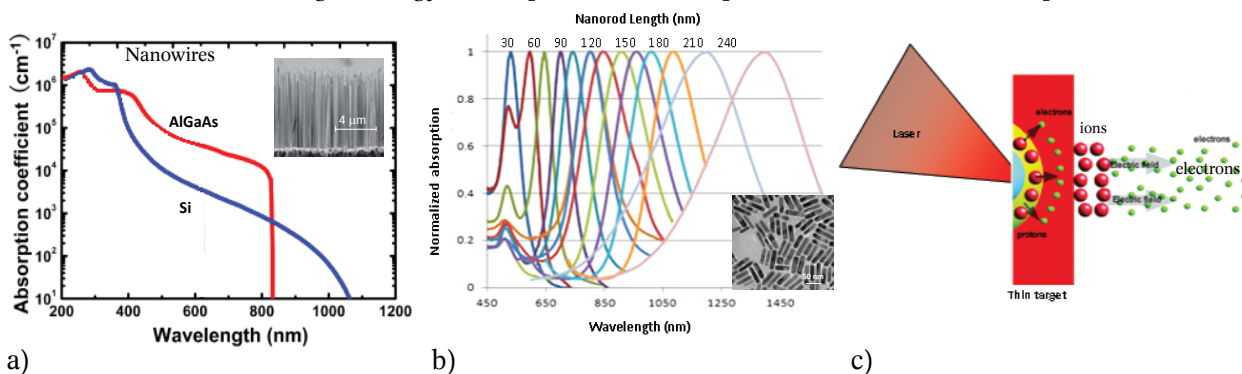 Nanowires
Absorption coefficient (cm⁻¹)
10⁷
10⁶
10⁵
10⁴
10³
10²
10¹
AlGaAs
Si
4 μm
200 400 600 800 1000 1200
Wavelength (nm)
a)
Nanorod Length (nm)
30 60 90 120 150 180 210 240
Normalized absorption
1
0.8
0.6
0.4
0.2
0
50 nm
450 650 850 1050 1250 1450
Wavelength (nm)
b)
Laser
electrons
ions
electrons
Electric field
electrons
Electric field
protons
Thin target
c)